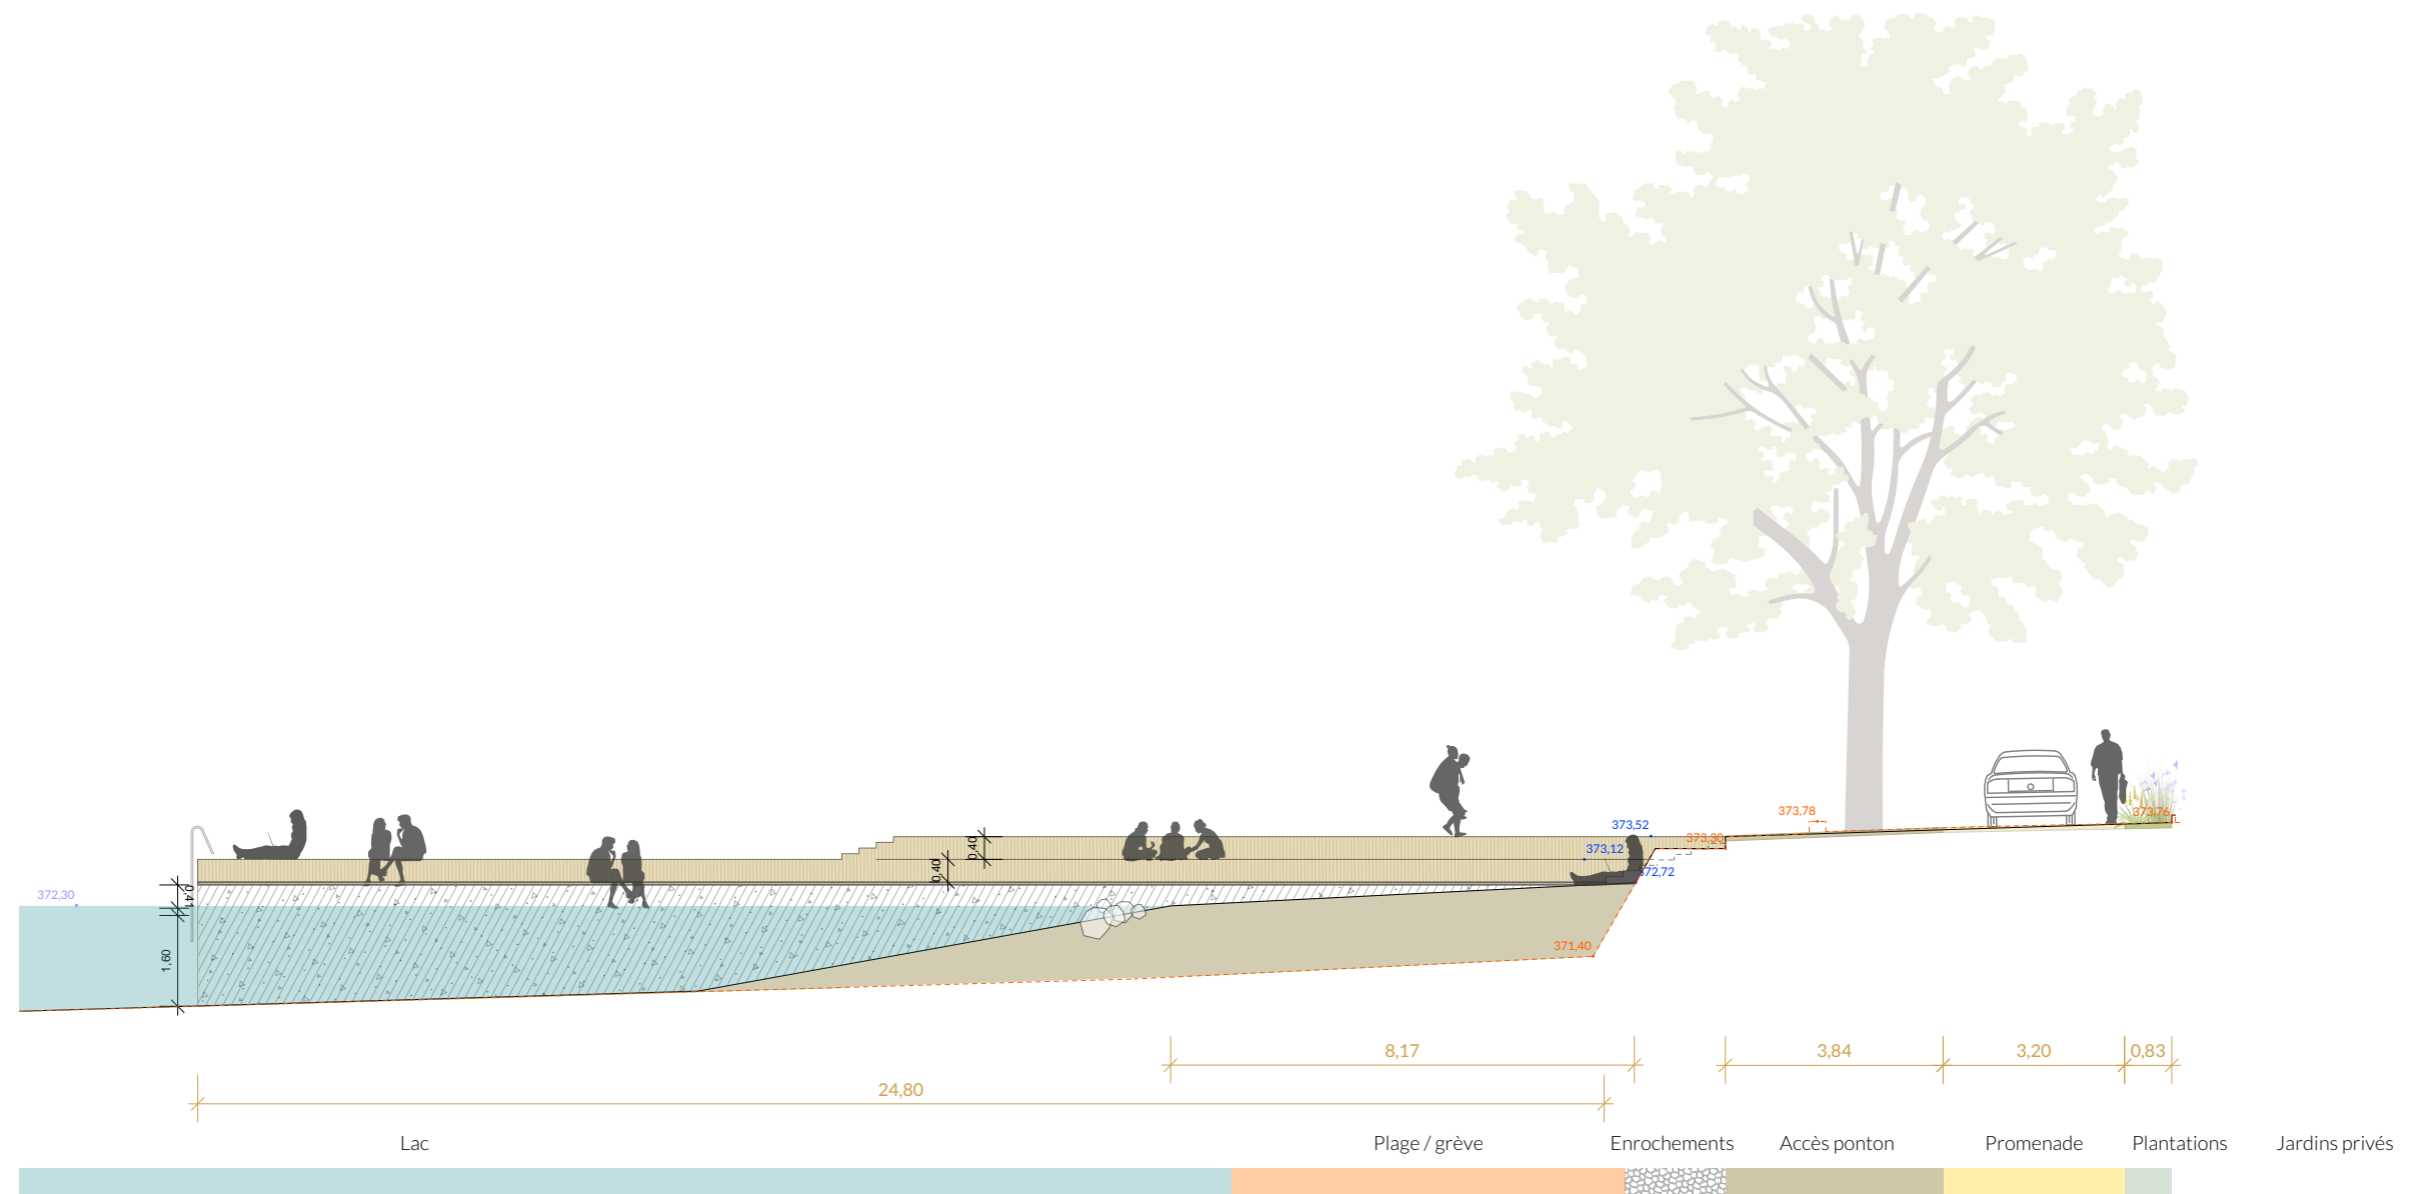 373,78
373,76
373,52
373,30
0,40
373,12
0,40
372,72
372,30
0,41
371,40
1,60
8,17
3,84
3,20
0,83
24,80
Lac
Plage / grève
Enrochements
Accès ponton
Promenade
Plantations
Jardins privés